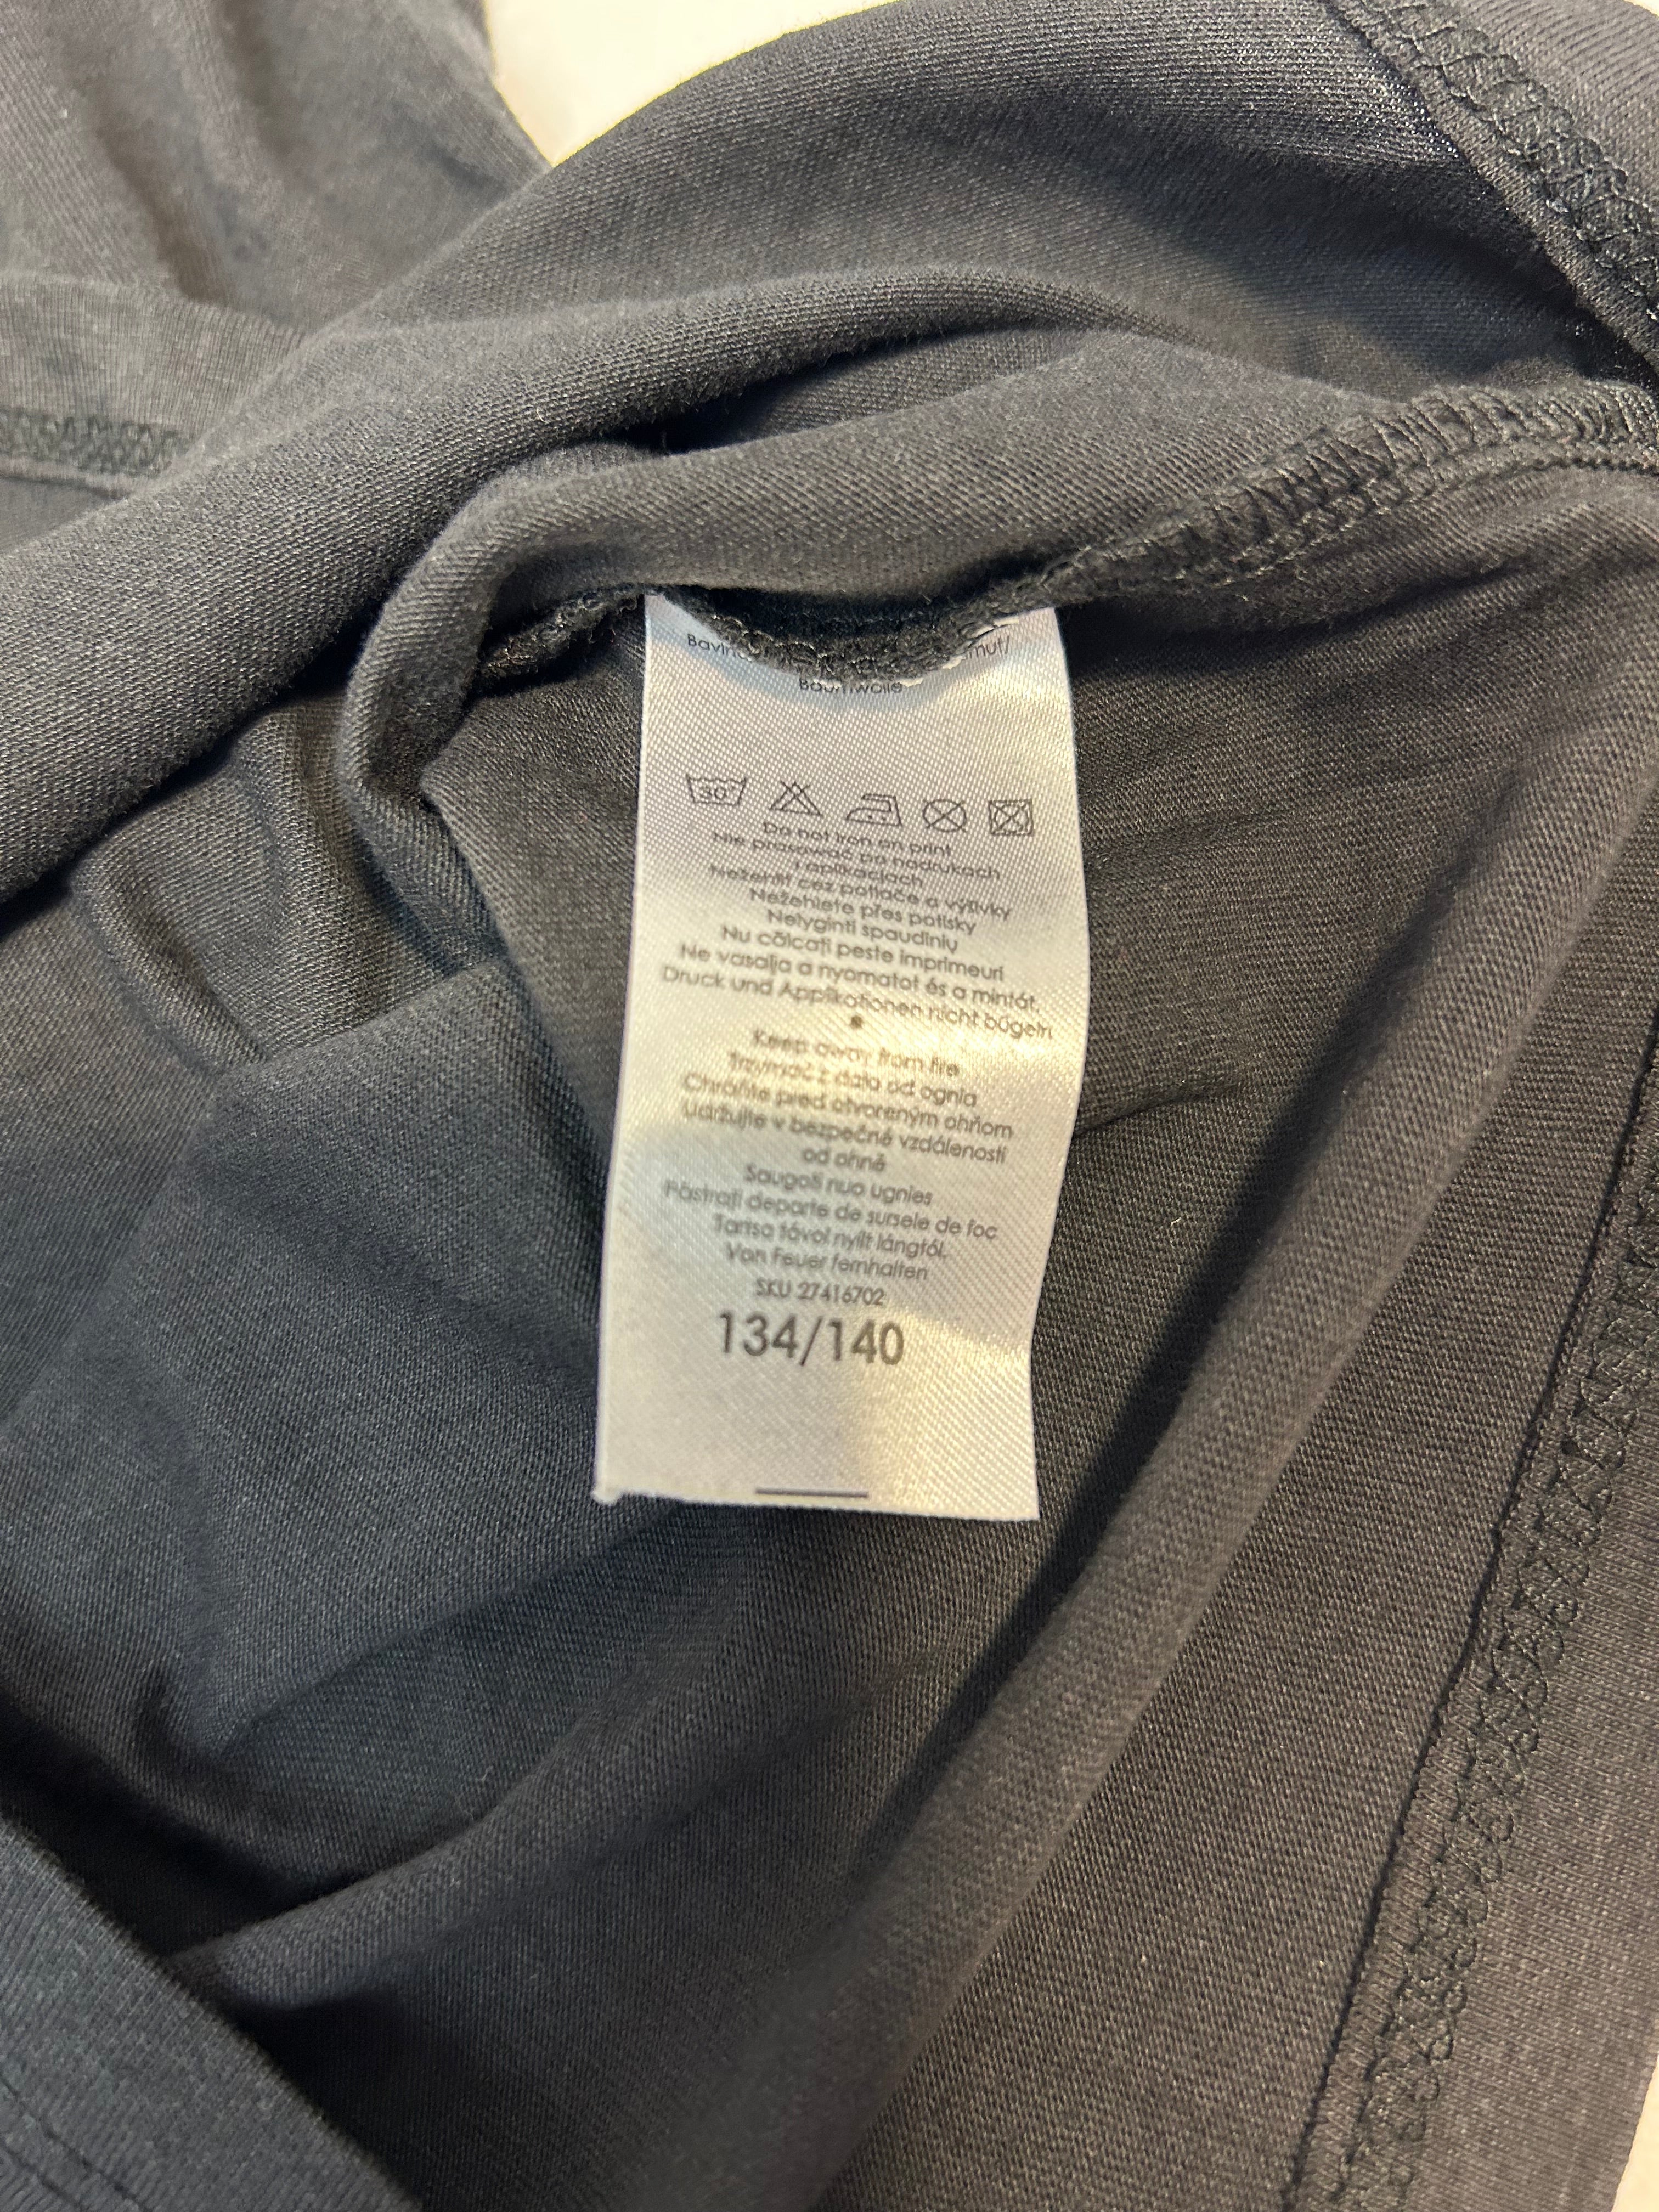 Baumwolle
30°
Do not iron on print
Nie prasować po nadrukach
i aplikacjach
Nežehliť cez potlače a výšivky
Nežehlete přes potisky
Nelyginti spaudinių
Nu călcați peste imprimeuri
Ne vasalja a nyomatot és a mintát.
Druck und Applikationen nicht bügeln
Keep away from fire
Trzymać z dala od ognia
Chráňte pred otvoreným ohňom
Udržujte v bezpečné vzdálenosti
od ohně
Saugoti nuo ugnies
Păstrați departe de sursele de foc
Tartsa távol nyílt lángtól.
Von Feuer fernhalten
SKU 27416702
134/140